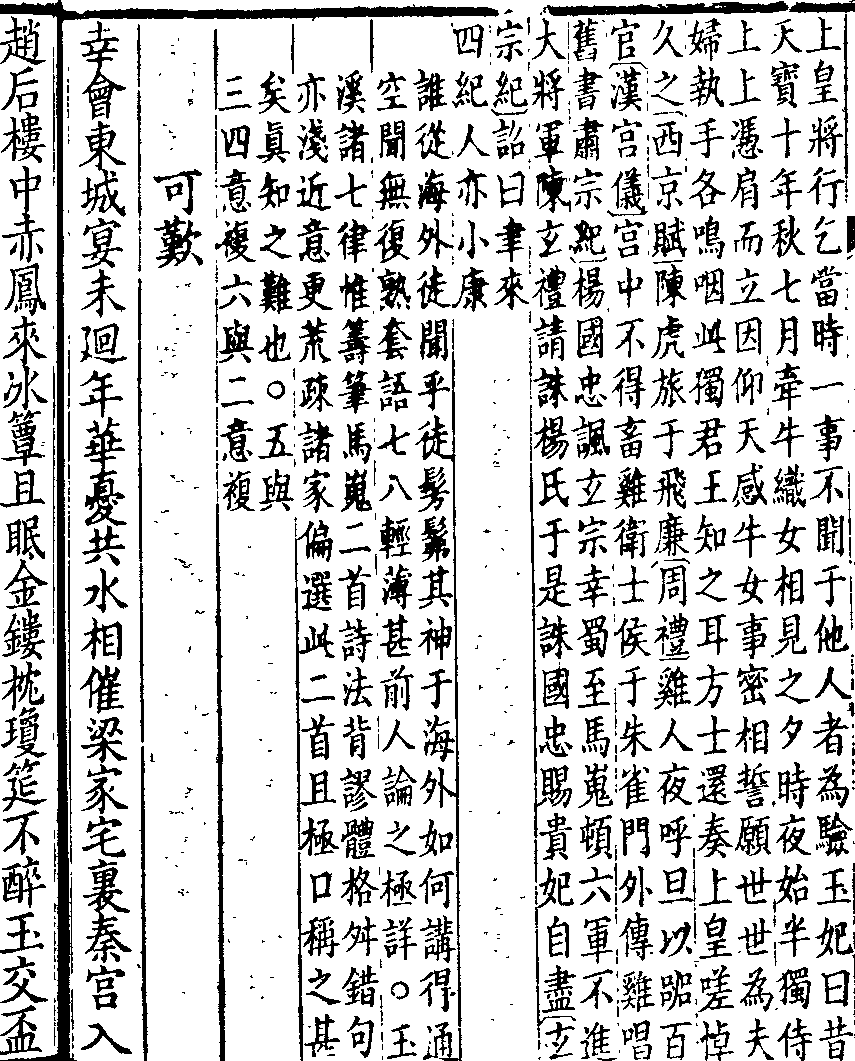 上皇將行乞當時一事不聞于他人者為驗玉妃曰昔
天寶十年秋七月牽牛織女相見之夕時夜始半獨侍
上上憑肩而立因仰天感牛女事密相誓願世世為夫
婦執手各鳴咽此獨君王知之耳方士還奏上皇嗟悼
久之西京賦陳虎旅于飛廉周禮雞人夜呼旦以嘂百
官漢宮儀宮中不得畜雞衛士侯于朱雀門外傳雞唱
舊書肅宗紀楊國忠諷玄宗幸蜀至馬嵬頓六軍不進
大將軍陳玄禮請誅楊氏于是誅國忠賜貴妃自盡玄
宗紀詔曰聿來
四紀人亦小康
誰從海外徒聞乎徒髣髴其神于海外如何講得通
空聞無復熟套語七八輕薄甚前人論之極詳○玉
溪諸七律惟籌筆馬嵬二首詩法背謬體格舛錯句
亦淺近意更荒疎諸家偏選此二首且極口稱之甚
矣真知之難也○五與
三四意複六與二意複
可歎
幸會東城宴未廻年華憂共水相催梁家宅裏秦宮入
趙后樓中赤鳳來冰簟且眠金鏤枕瓊筵不醉玉交盃